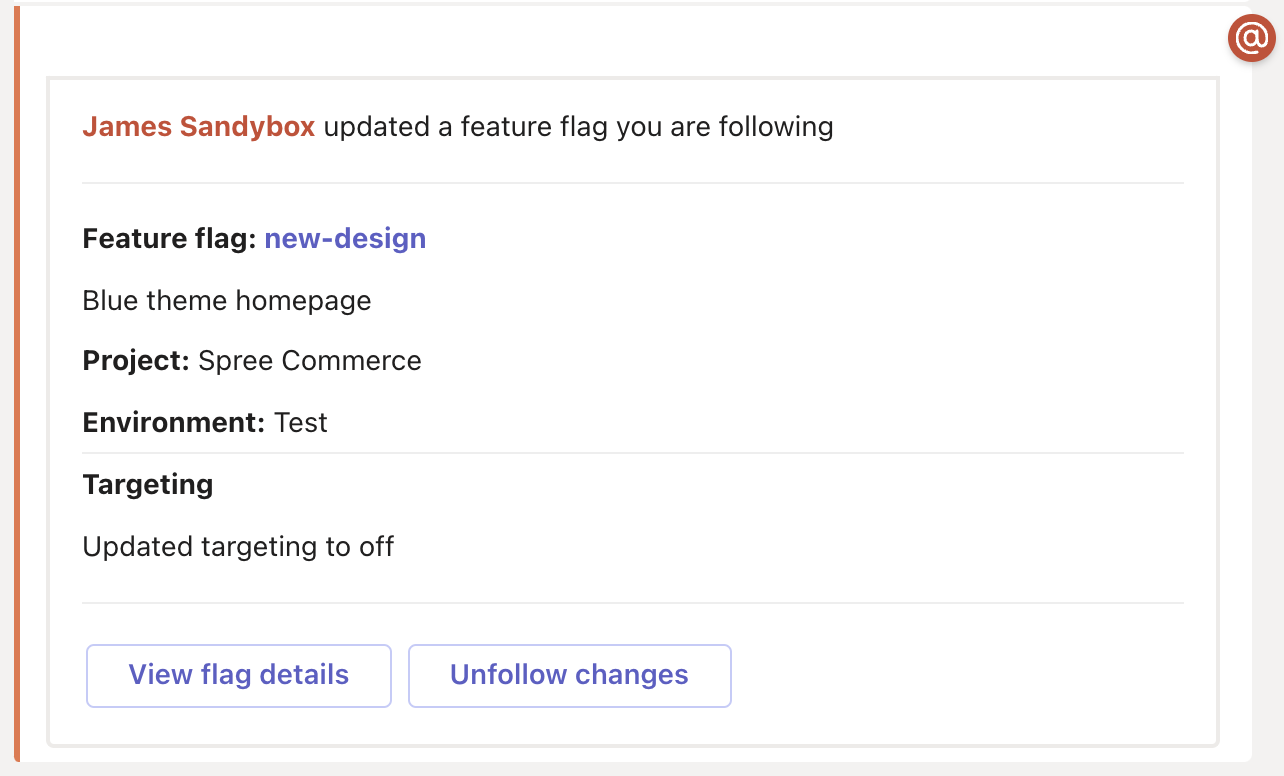 @
James Sandybox updated a feature flag you are following
Feature flag: new-design
Blue theme homepage
Project: Spree Commerce
Environment: Test
Targeting
Updated targeting to off
View flag details Unfollow changes